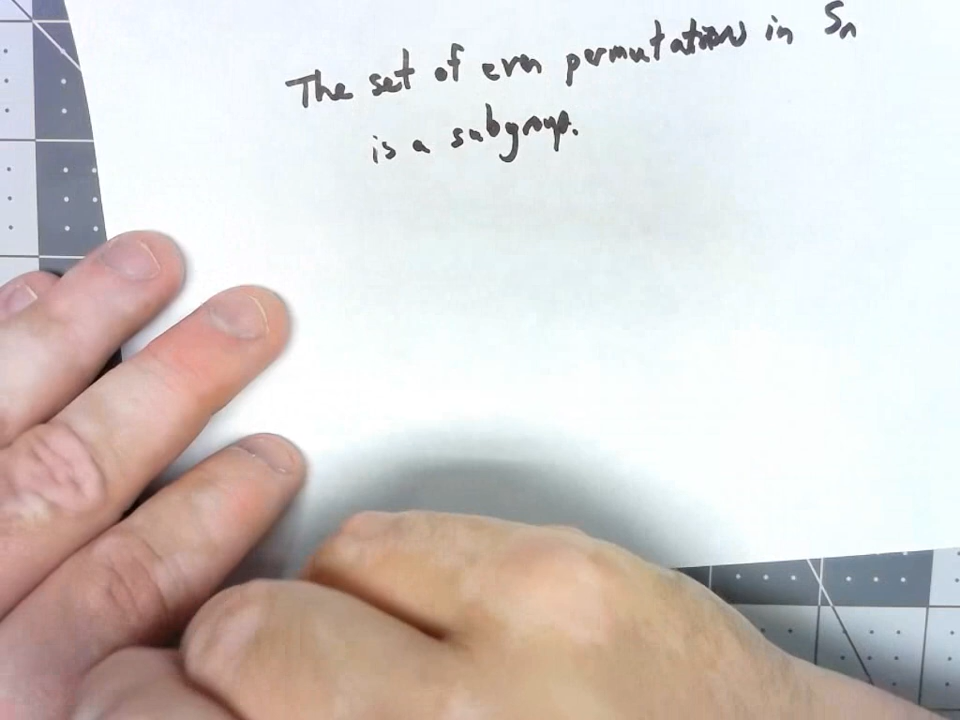 The set of even permutations in Sn
is a subgroup.